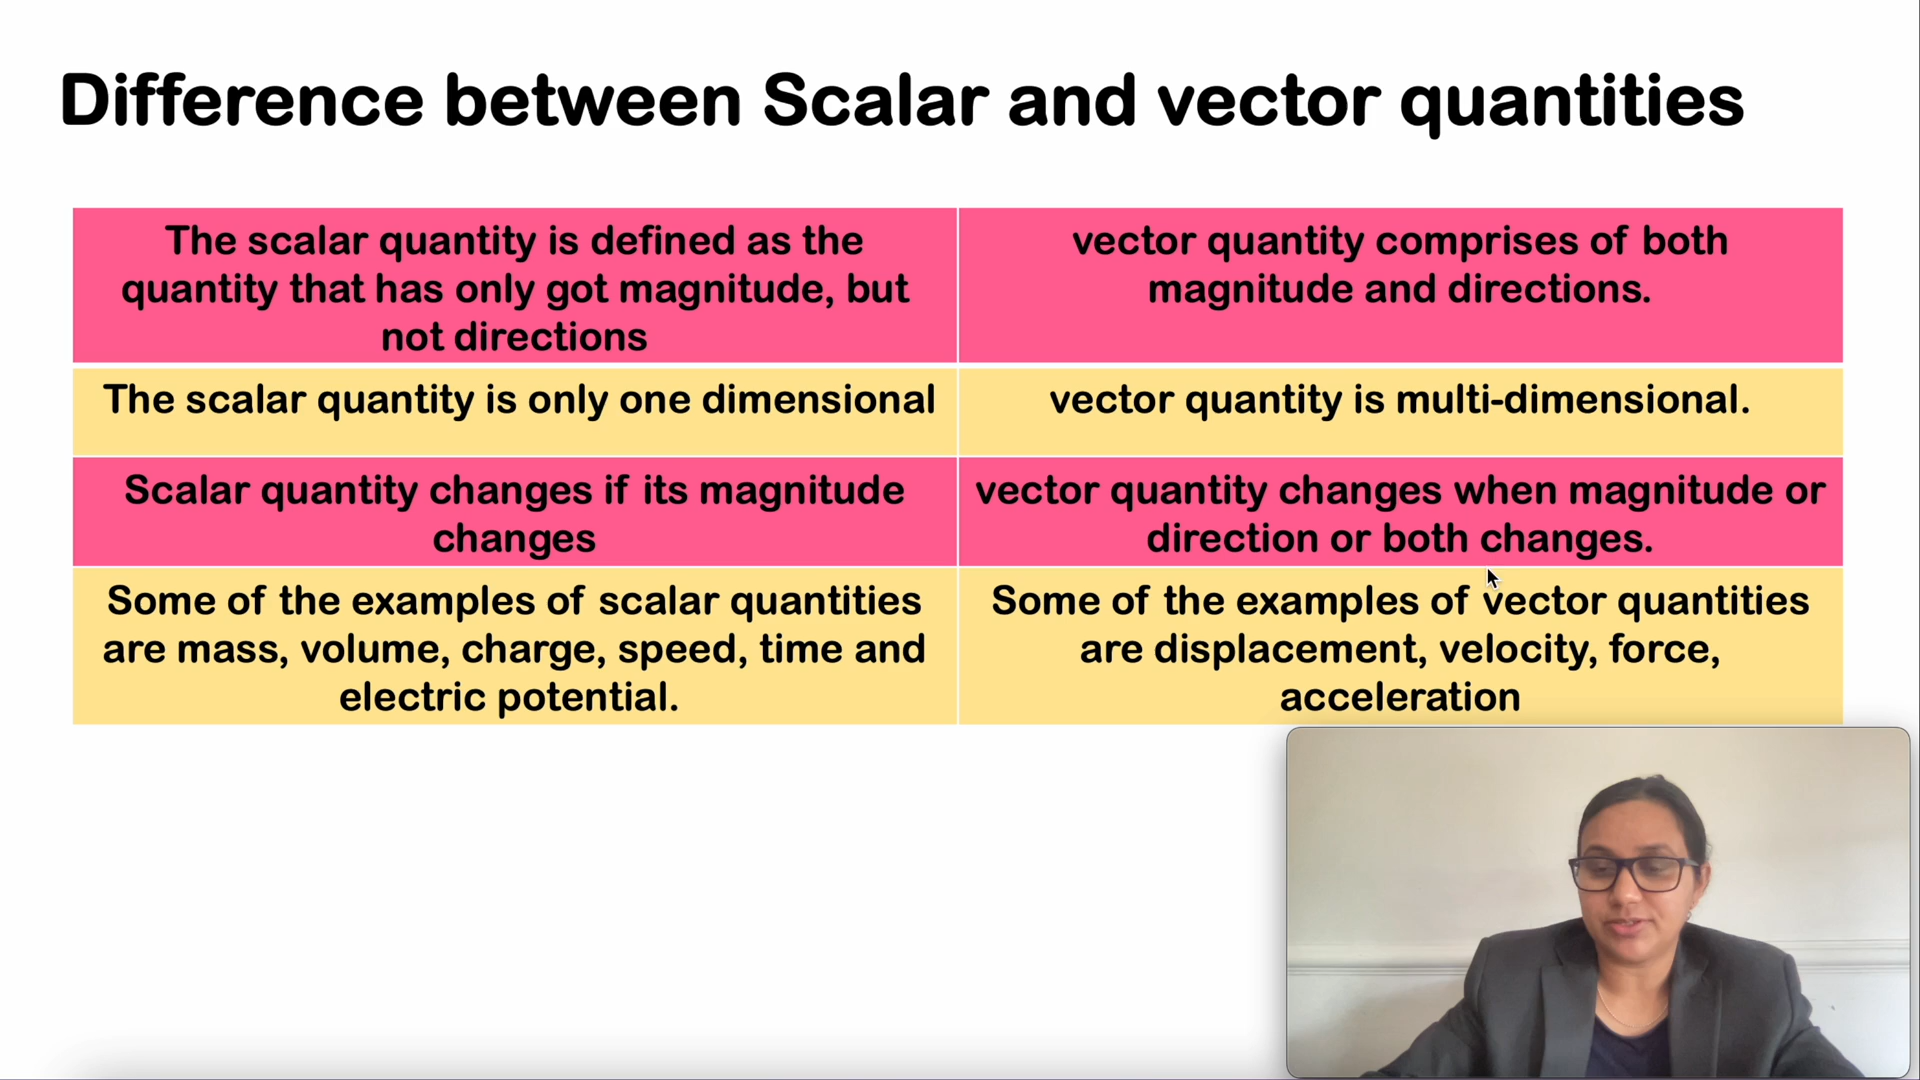 Difference between Scalar and vector quantities
The scalar quantity is defined as the
quantity that has only got magnitude, but
not directions
vector quantity comprises of both
magnitude and directions.
The scalar quantity is only one dimensional
vector quantity is multi-dimensional.
Scalar quantity changes if its magnitude
changes
vector quantity changes when magnitude or
direction or both changes.
Some of the examples of scalar quantities
are mass, volume, charge, speed, time and
electric potential.
Some of the examples of vector quantities
are displacement, velocity, force,
acceleration